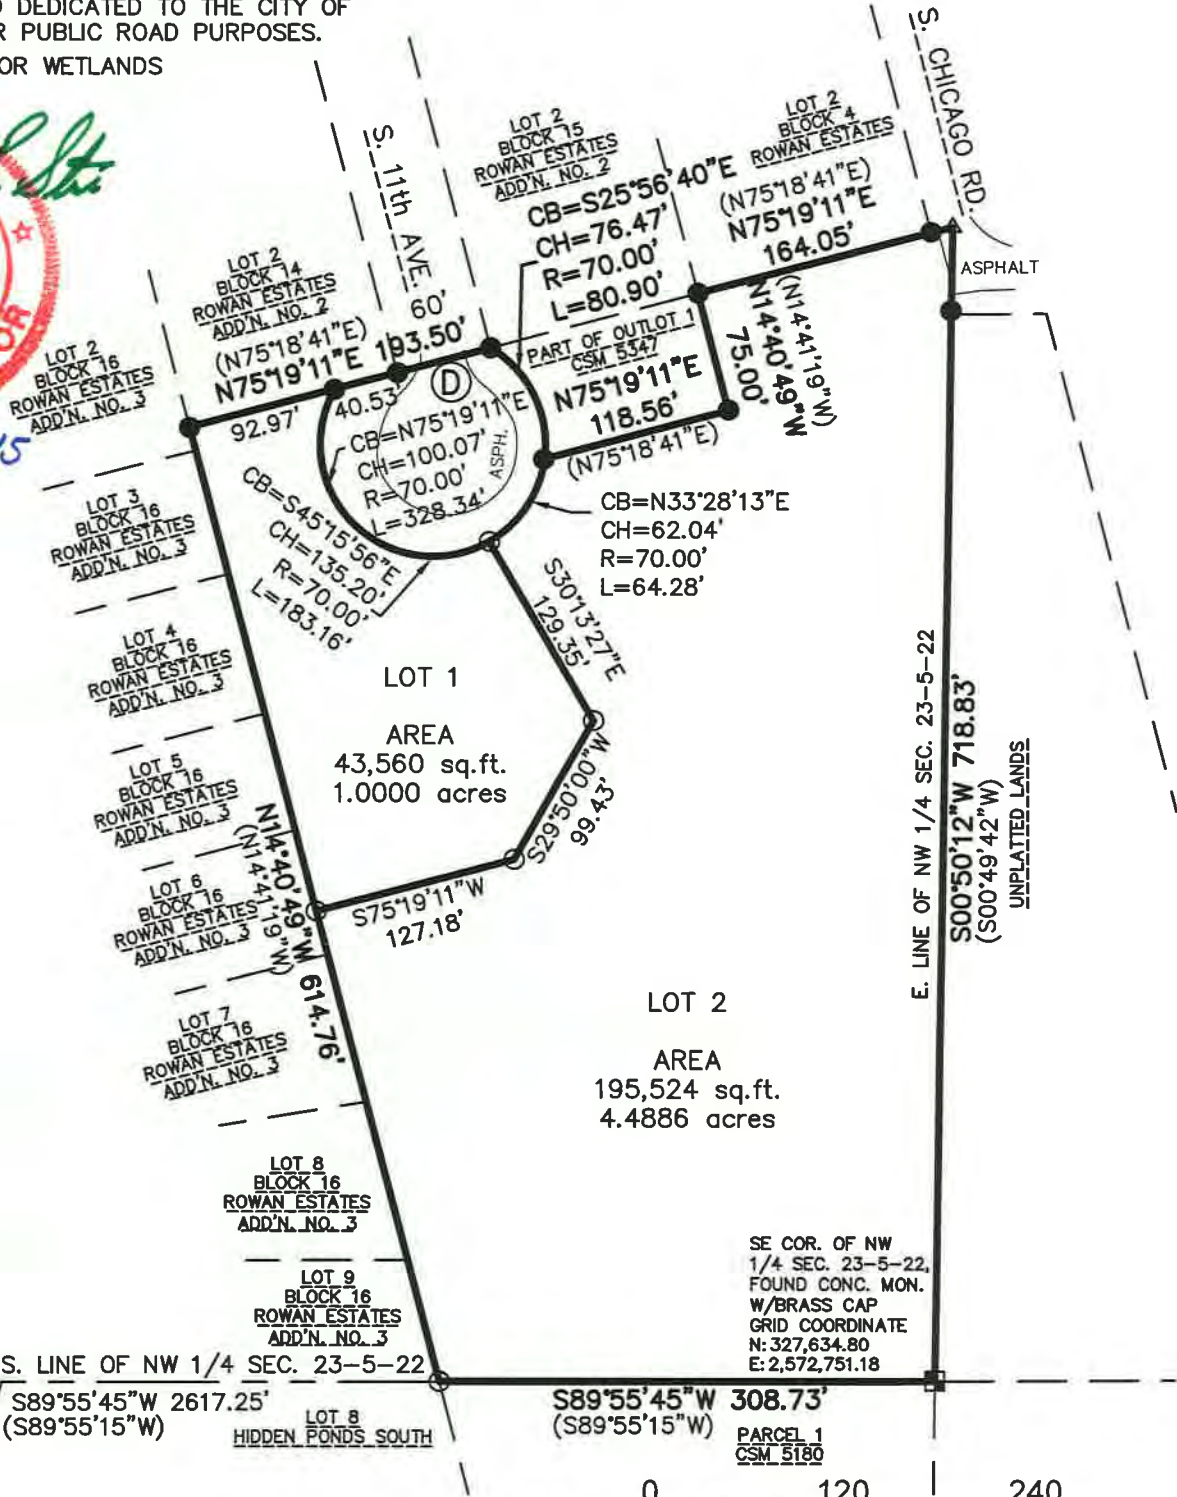 D DEDICATED TO THE CITY OF
R PUBLIC ROAD PURPOSES.
OR WETLANDS
OR
S. CHICAGO RD.
S. 11th AVE.
60'
LOT 2
BLOCK 15
ROWAN ESTATES
ADD'N. NO. 2
LOT 2
BLOCK 4
ROWAN ESTATES
CB=S25°56'40"E
CH=76.47'
R=70.00'
L=80.90'
(N75°18'41"E)
N75°19'11"E
164.05'
ASPHALT
LOT 2
BLOCK 14
ROWAN ESTATES
ADD'N. NO. 2
(N75°18'41"E)
N75°19'11"E 193.50'
LOT 2
BLOCK 16
ROWAN ESTATES
ADD'N. NO. 3
92.97'
40.53'
D
PART OF OUTLOT 1
CSM 5347
N75°19'11"E
118.56'
(N75°18'41"E)
N14°40'49"W
75.00'
(N14°41'19"W)
CB=N75°19'11"E
CH=100.07'
R=70.00'
L=328.34'
ASPH.
CB=N33°28'13"E
CH=62.04'
R=70.00'
L=64.28'
CB=S45°15'56"E
CH=135.20'
R=70.00'
L=183.16'
LOT 3
BLOCK 16
ROWAN ESTATES
ADD'N. NO. 3
S30°13'27"E
129.35'
LOT 4
BLOCK 16
ROWAN ESTATES
ADD'N. NO. 3
LOT 1
AREA
43,560 sq.ft.
1.0000 acres
LOT 5
BLOCK 16
ROWAN ESTATES
ADD'N. NO. 3
S29°50'00"W
99.43'
E. LINE OF NW 1/4 SEC. 23-5-22
S00°50'12"W 718.83'
(S00°49'42"W)
UNPLATTED LANDS
N14°40'49"W 614.76'
(N14°41'19"W)
LOT 6
BLOCK 16
ROWAN ESTATES
ADD'N. NO. 3
S75°19'11"W
127.18'
LOT 7
BLOCK 16
ROWAN ESTATES
ADD'N. NO. 3
LOT 2
AREA
195,524 sq.ft.
4.4886 acres
LOT 8
BLOCK 16
ROWAN ESTATES
ADD'N. NO. 3
LOT 9
BLOCK 16
ROWAN ESTATES
ADD'N. NO. 3
SE COR. OF NW
1/4 SEC. 23-5-22,
FOUND CONC. MON.
W/BRASS CAP
GRID COORDINATE
N: 327,634.80
E: 2,572,751.18
S. LINE OF NW 1/4 SEC. 23-5-22
S89°55'45"W 2617.25'
(S89°55'15"W)
LOT 8
HIDDEN PONDS SOUTH
S89°55'45"W 308.73'
(S89°55'15"W)
PARCEL 1
CSM 5180
0 120 240